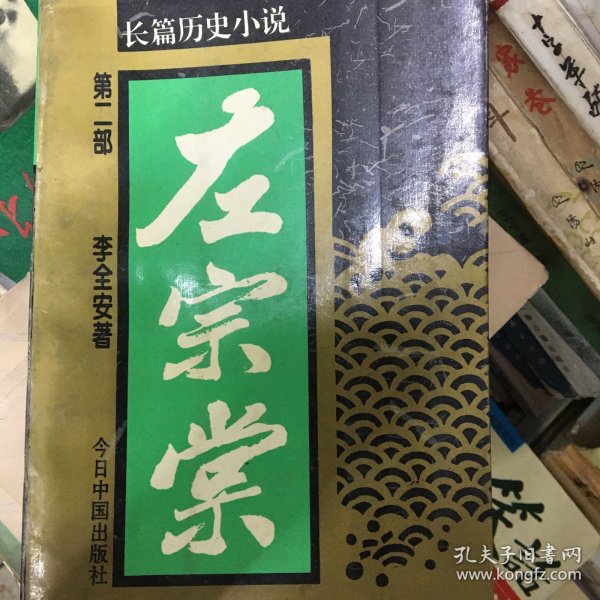 长篇历史小说
第二部
左宗棠
李全安著
今日中国出版社
孔夫子旧书网
www.kongfz.com